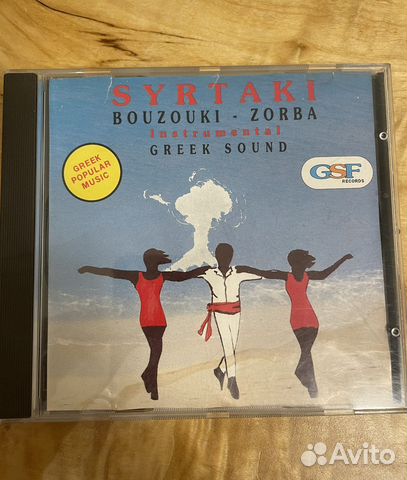 SYRTAKI
BOUZOUKI - ZORBA
instrumental
GREEK SOUND
GREEK
POPULAR
MUSIC
GSF
RECORDS
Avito